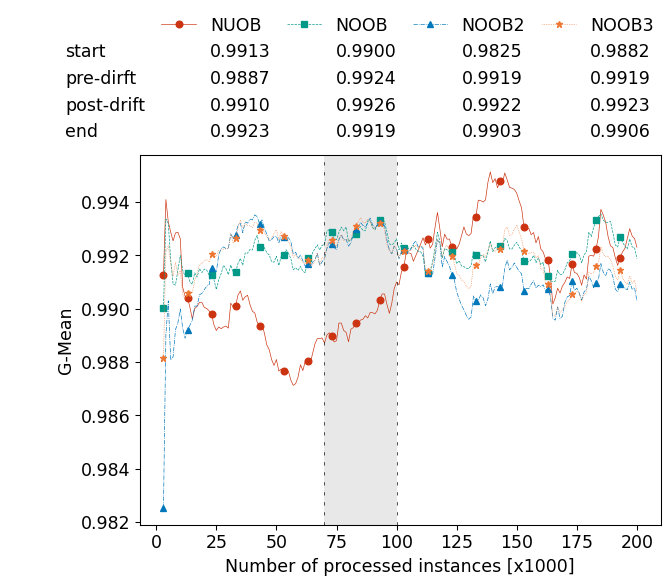 NUOB NOOB NOOB2 NOOB3
start 0.9913 0.9900 0.9825 0.9882
pre-dirft 0.9887 0.9924 0.9919 0.9919
post-drift 0.9910 0.9926 0.9922 0.9923
end 0.9923 0.9919 0.9903 0.9906
0.994
0.992
0.990
0.988
0.986
0.984
0.982
G-Mean
0 25 50 75 100 125 150 175 200
Number of processed instances [x1000]